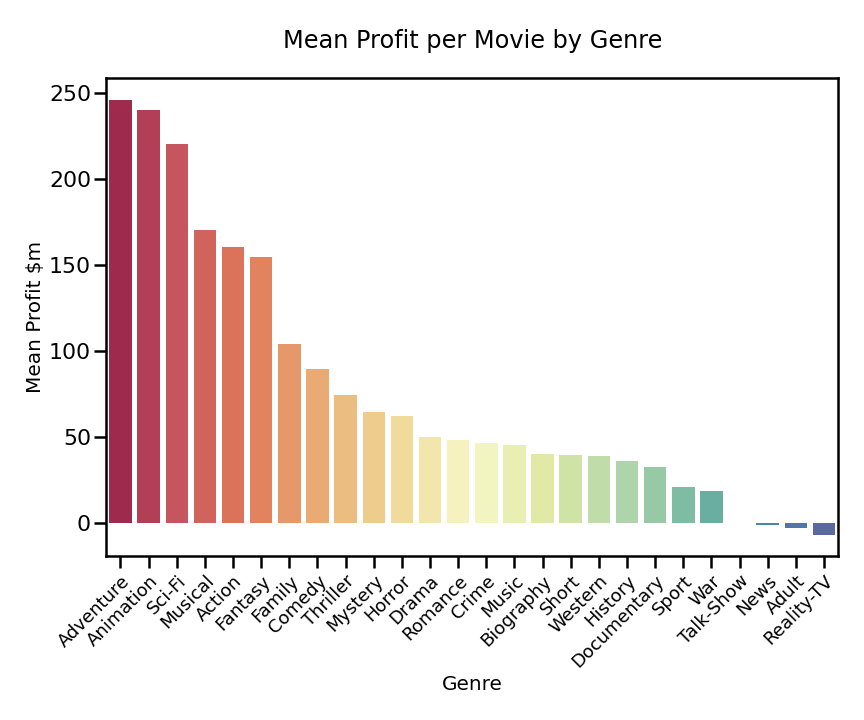 Mean Profit per Movie by Genre
Mean Profit $m
250
200
150
100
50
0
Adventure
Animation
Sci-Fi
Musical
Action
Fantasy
Family
Comedy
Thriller
Mystery
Horror
Drama
Romance
Crime
Music
Biography
Short
Western
History
Documentary
Sport
War
Talk-Show
News
Adult
Reality-TV
Genre